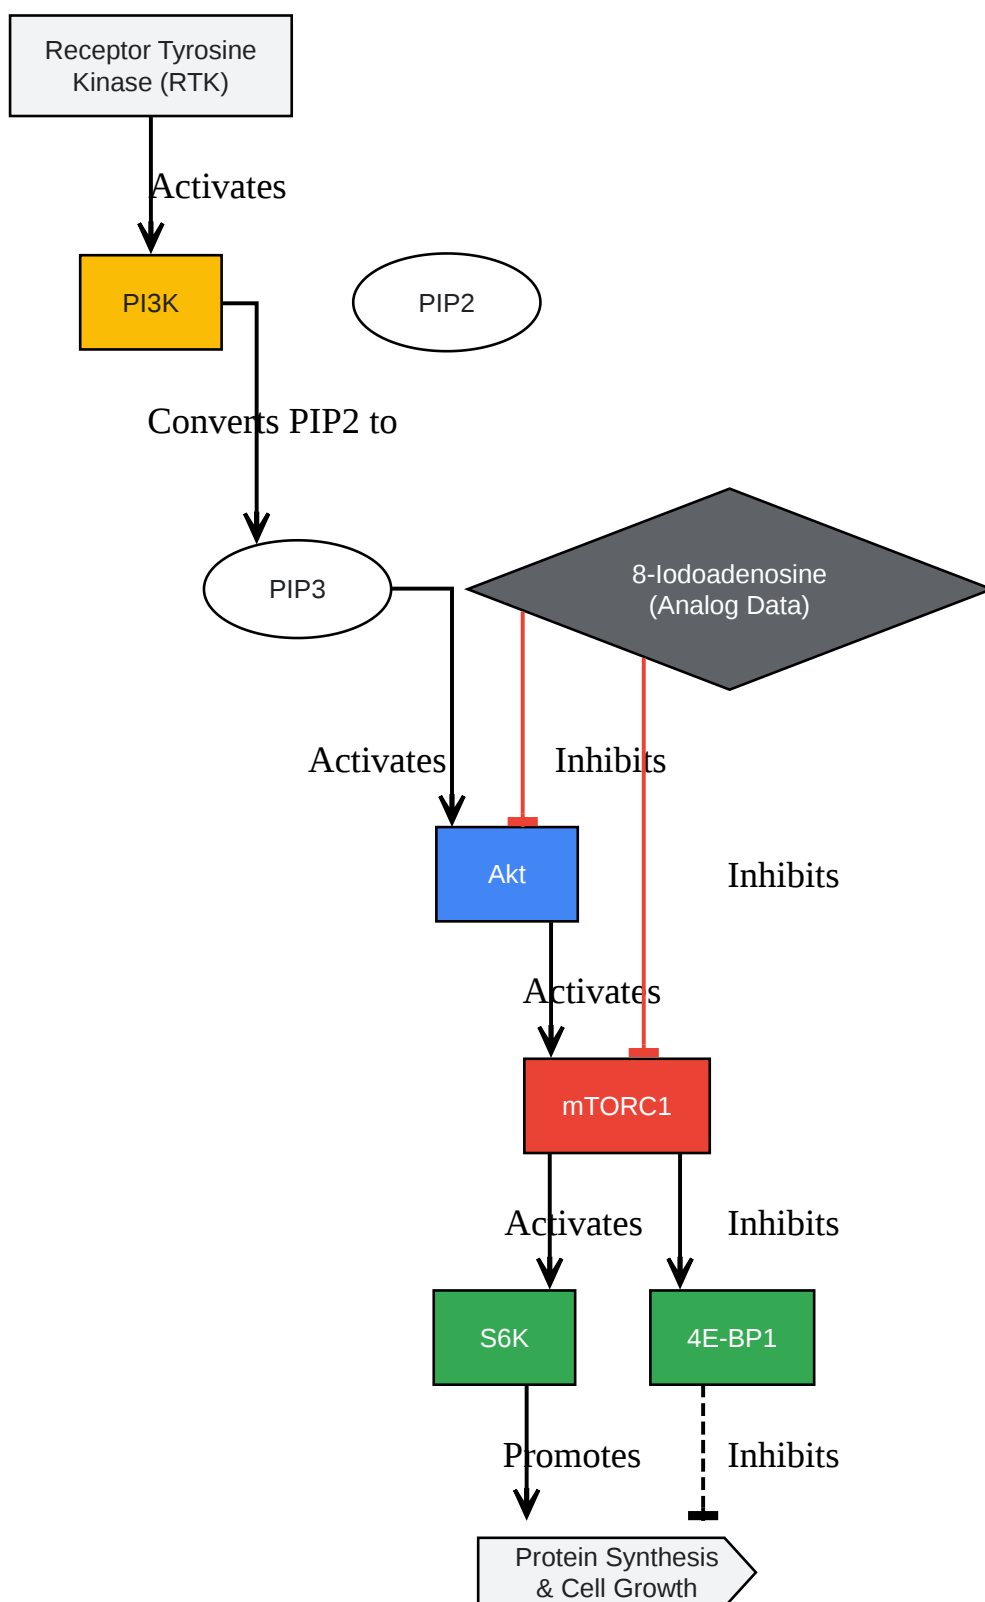 Receptor Tyrosine
Kinase (RTK)
Activates
PI3K
PIP2
Converts PIP2 to
PIP3
8-Iodoadenosine
(Analog Data)
Activates
Inhibits
Akt
Inhibits
Activates
mTORC1
Activates
Inhibits
S6K
4E-BP1
Promotes
Inhibits
Protein Synthesis
& Cell Growth